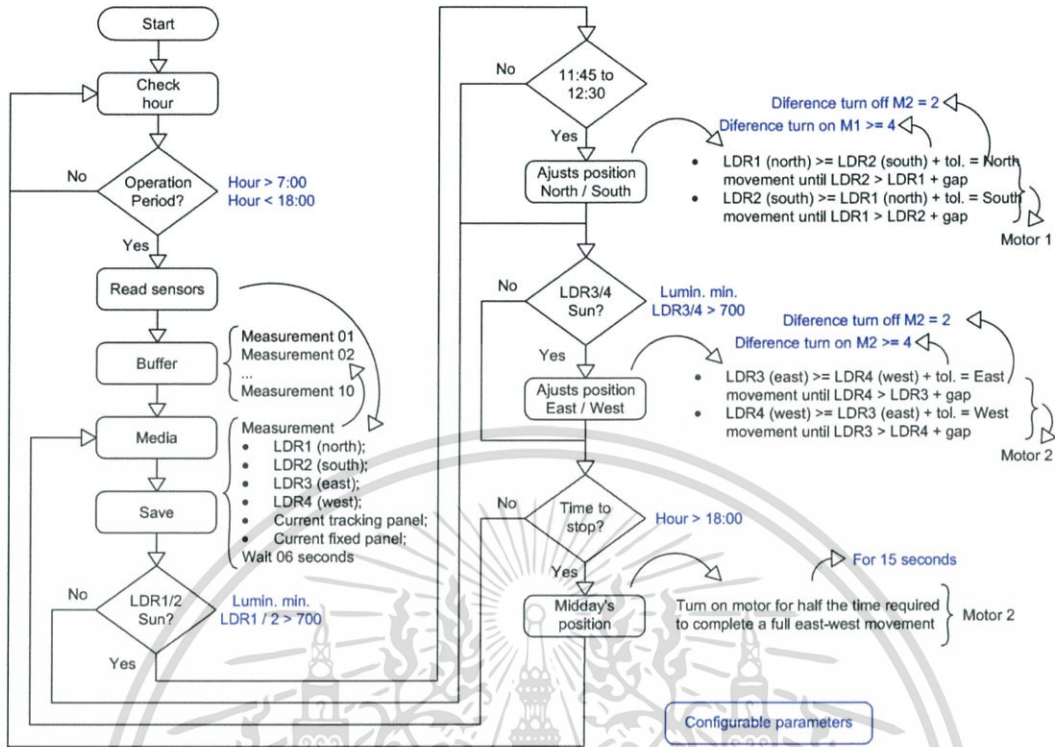 Start
Check
hour
No
Operation
Period?
Hour > 7:00
Hour < 18:00
Yes
Read sensors
Buffer
Measurement 01
Measurement 02
...
Measurement 10
Media
Save
Measurement
• LDR1 (north);
• LDR2 (south);
• LDR3 (east);
• LDR4 (west);
• Current tracking panel;
• Current fixed panel;
Wait 06 seconds
No
LDR1/2
Sun?
Lumin. min.
LDR1 / 2 > 700
Yes
No
11:45 to
12:30
Yes
Ajusts position
North / South
Diference turn off M2 = 2
Diference turn on M1 >= 4
• LDR1 (north) >= LDR2 (south) + tol. = North
movement until LDR2 > LDR1 + gap
• LDR2 (south) >= LDR1 (north) + tol. = South
movement until LDR1 > LDR2 + gap
Motor 1
No
LDR3/4
Sun?
Lumin. min.
LDR3/4 > 700
Yes
Ajusts position
East / West
Diference turn off M2 = 2
Diference turn on M2 >= 4
• LDR3 (east) >= LDR4 (west) + tol. = East
movement until LDR4 > LDR3 + gap
• LDR4 (west) >= LDR3 (east) + tol. = West
movement until LDR3 > LDR4 + gap
Motor 2
No
Time to
stop?
Hour > 18:00
Yes
Midday's
position
For 15 seconds
Turn on motor for half the time required
to complete a full east-west movement
Motor 2
Configurable parameters